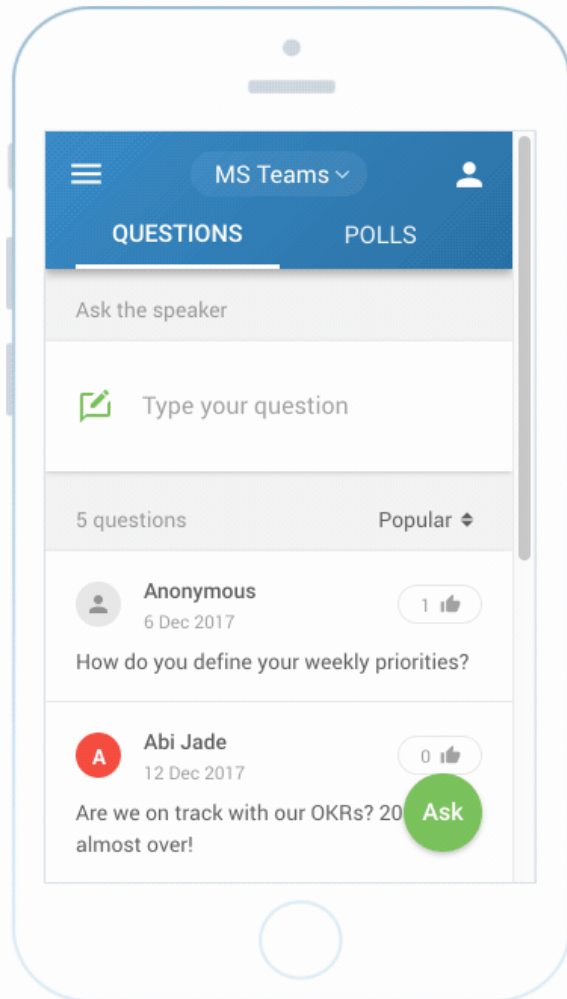 MS Teams
QUESTIONS POLLS
Ask the speaker
Type your question
5 questions Popular
Anonymous
6 Dec 2017
1
How do you define your weekly priorities?
A
Abi Jade
12 Dec 2017
0
Are we on track with our OKRs? 20
Ask
almost over!